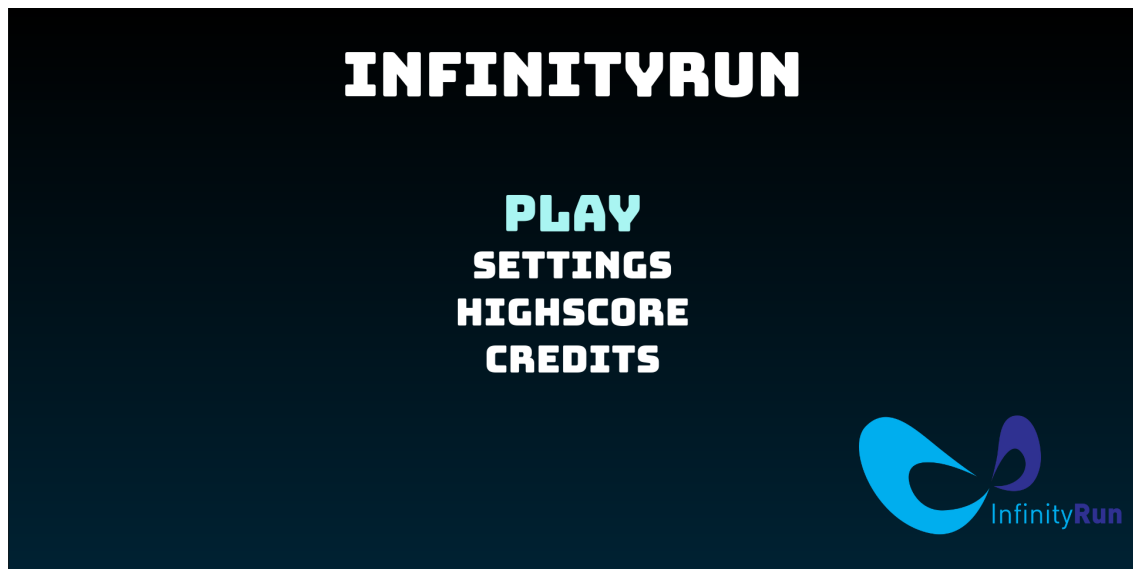 INFINITYRUN
PLAY
SETTINGS
HIGHSCORE
CREDITS
InfinityRun